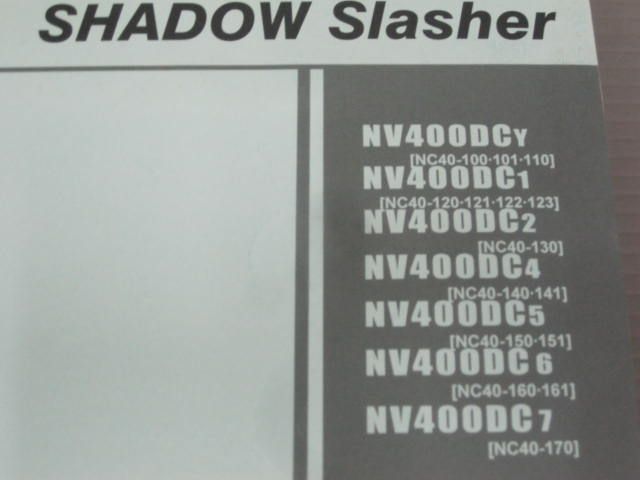 SHADOW Slasher
NV400DCY
[NC40-100·101·110]
NV400DC1
[NC40-120·121·122·123]
NV400DC2
[NC40-130]
NV400DC4
[NC40-140·141]
NV400DC5
[NC40-150·151]
NV400DC6
[NC40-160·161]
NV400DC7
[NC40-170]